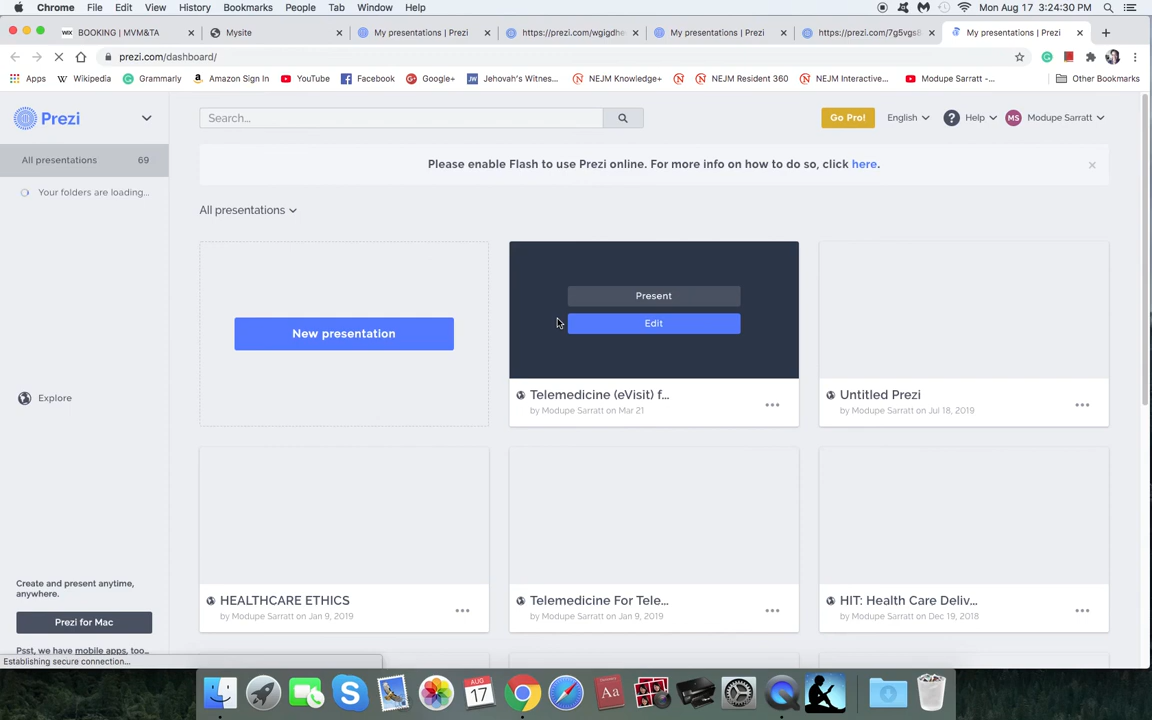 Chrome File Edit View History Bookmarks People Tab Window Help Mon Aug 17 3:24:30 PM
WIX BOOKING | MVM&TA Mysite My presentations | Prezi https://prezi.com/wgigdhe My presentations | Prezi https://prezi.com/7g5vgs8 My presentations | Prezi
prezi.com/dashboard/
Apps Wikipedia Grammarly Amazon Sign In YouTube Facebook Google+ Jehovah's Witnes... NEJM Knowledge+ NEJM Resident 360 NEJM Interactive... Modupe Sarratt -... Other Bookmarks
Prezi Search... Go Pro! English Help MS Modupe Sarratt
All presentations 69
Please enable Flash to use Prezi online. For more info on how to do so, click here.
Your folders are loading...
All presentations
New presentation
Present
Edit
Telemedicine (eVisit) f...
by Modupe Sarratt on Mar 21
Untitled Prezi
by Modupe Sarratt on Jul 18, 2019
Explore
HEALTHCARE ETHICS
by Modupe Sarratt on Jan 9, 2019
Telemedicine For Tele...
by Modupe Sarratt on Jan 9, 2019
HIT: Health Care Deliv...
by Modupe Sarratt on Dec 19, 2018
Create and present anytime,
anywhere.
Prezi for Mac
Psst, we have mobile apps, too...
Establishing secure connection...
AUG
17
Aa